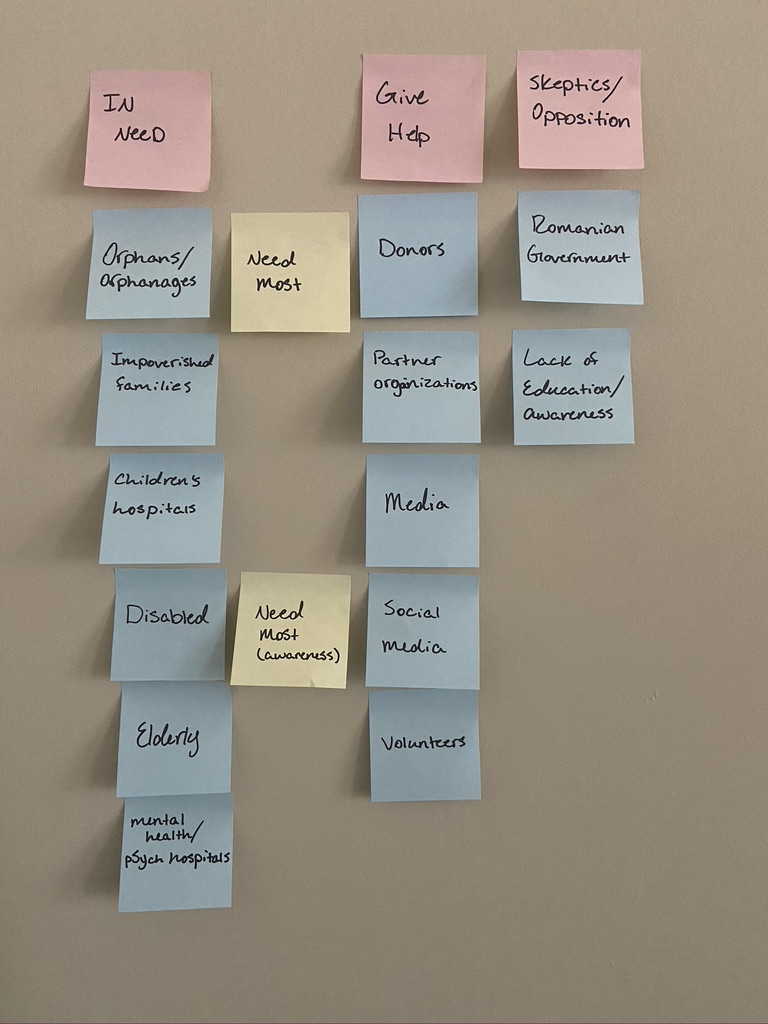 IN
NEED
Orphans/
orphanages
Impoverished
families
Children's
hospitals
Disabled
Elderly
mental
health/
psych hospitals
Need
most
Need
most
(awareness)
Give
Help
Donors
Partner
organizations
Media
Social
media
Volunteers
Skeptics/
Opposition
Romanian
Government
Lack of
Education/
awareness